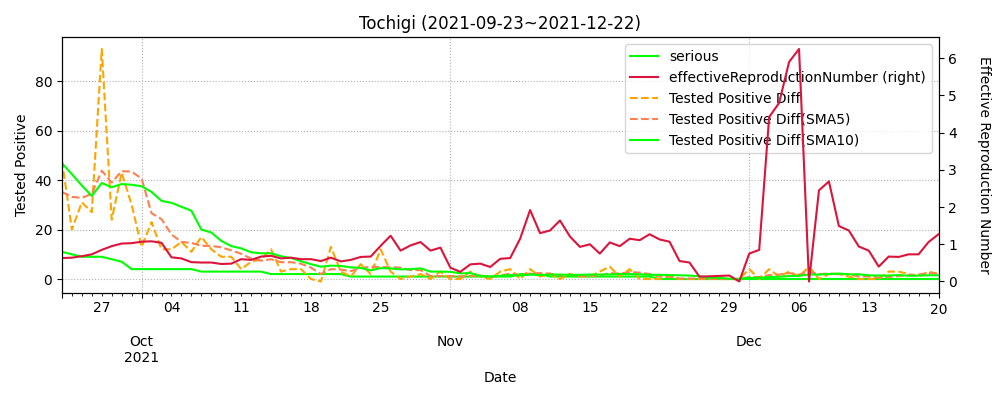 Tochigi (2021-09-23~2021-12-22)
serious
effectiveReproductionNumber (right)
Tested Positive Diff
Tested Positive Diff(SMA5)
Tested Positive Diff(SMA10)
Tested Positive
80
60
40
20
0
Effective Reproduction Number
6
5
4
3
2
1
0
27 04 11 18 25 08 15 22 29 06 13 20
Oct Nov Dec
2021
Date